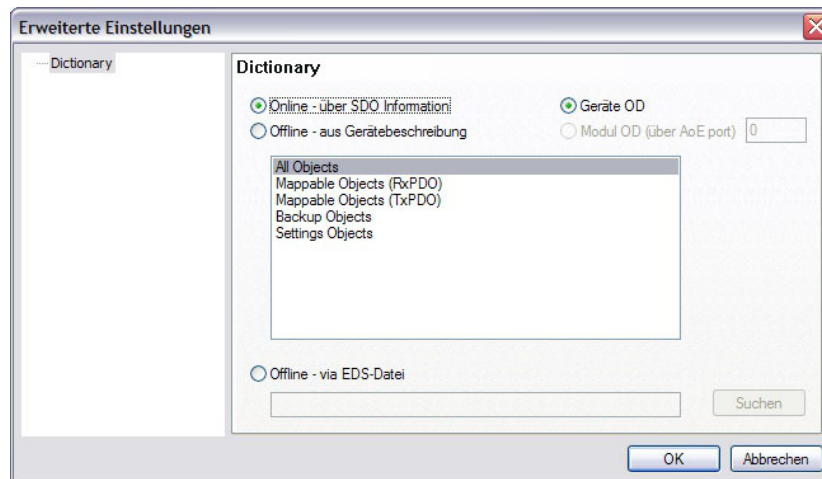 Erweiterte Einstellungen
Dictionary
Dictionary
Online - über SDO Information
Geräte OD
Offline - aus Gerätebeschreibung
Modul OD (über AoE port)
0
All Objects
Mappable Objects (RxPDO)
Mappable Objects (TxPDO)
Backup Objects
Settings Objects
Offline - via EDS-Datei
Suchen
OK
Abbrechen